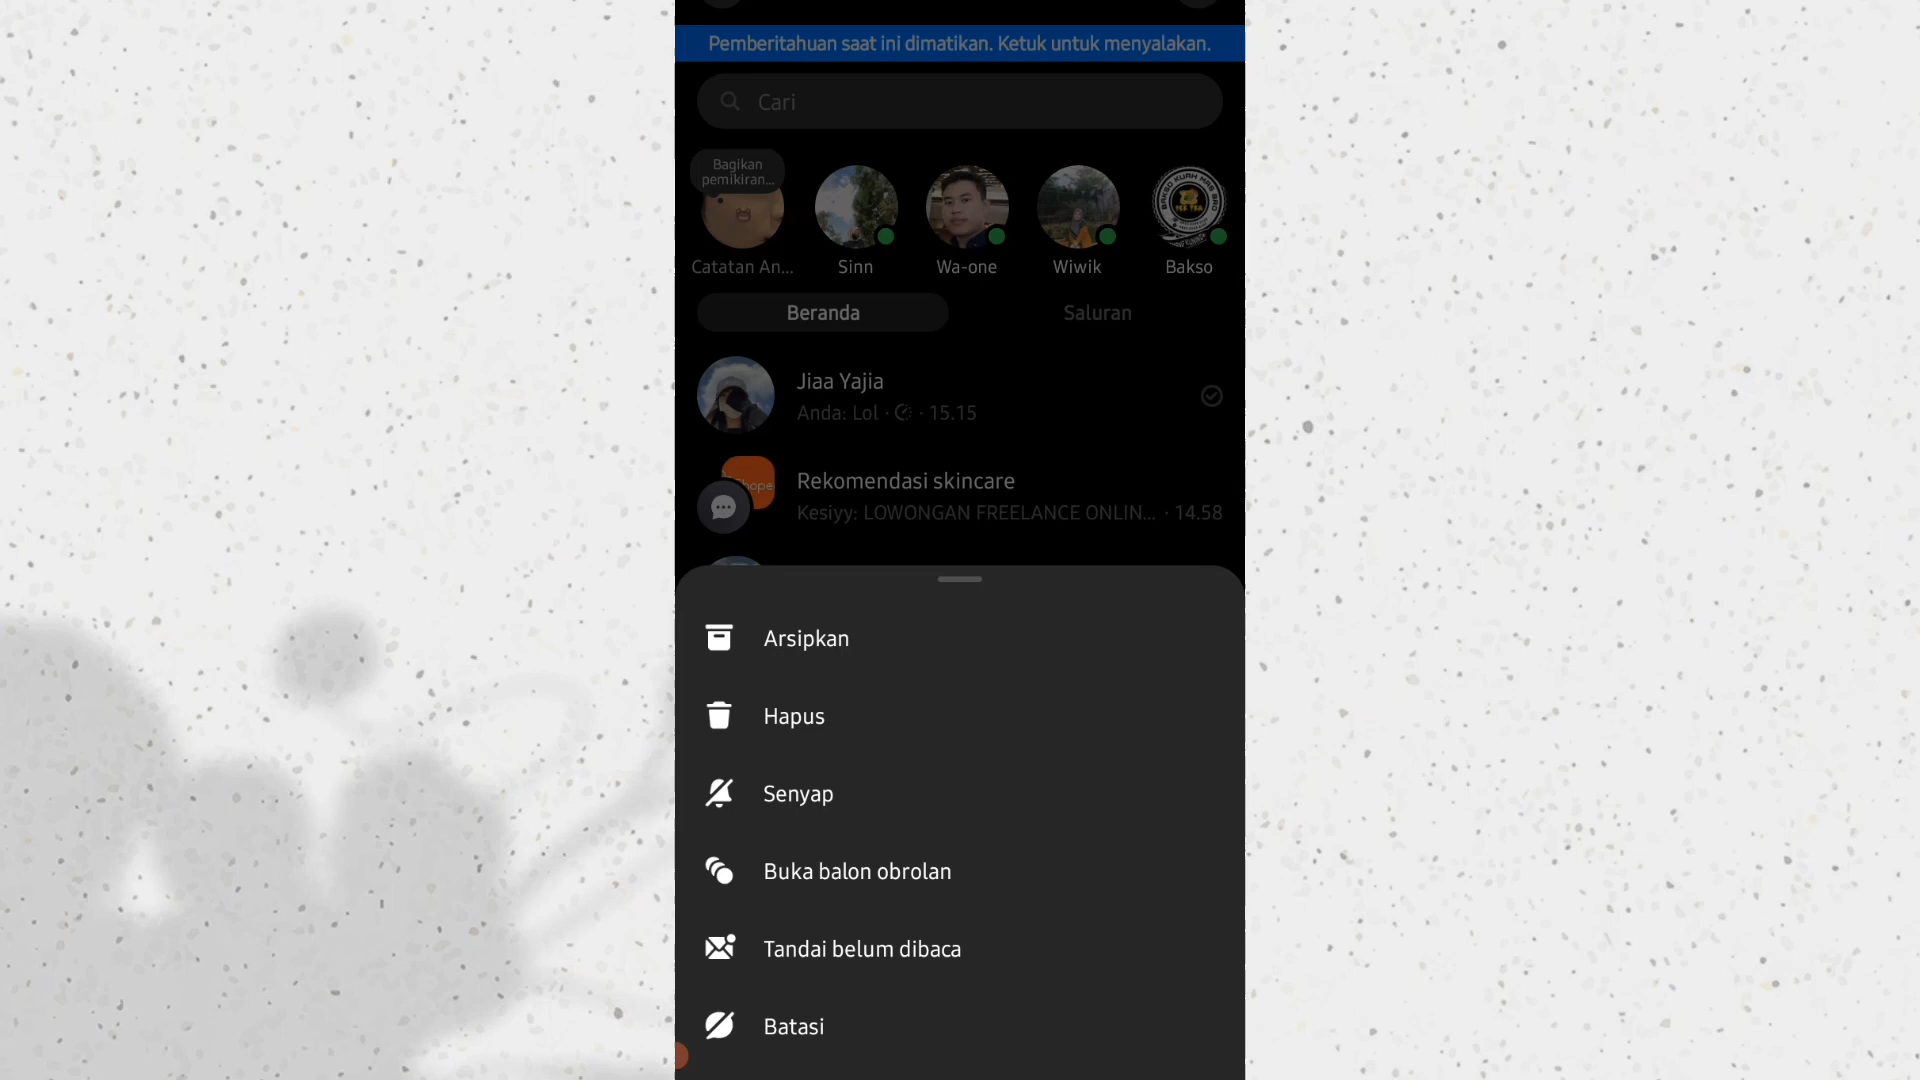 Pemberitahuan saat ini dimatikan. Ketuk untuk menyalakan.
Cari
Bagikan
pemikiran...
Catatan An...
Sinn
Wa-one
Wiwik
Bakso
Beranda
Saluran
Jiaa Yajia
Anda: Lol · 15.15
Rekomendasi skincare
Kesiyy: LOWONGAN FREELANCE ONLIN... · 14.58
Arsipkan
Hapus
Senyap
Buka balon obrolan
Tandai belum dibaca
Batasi